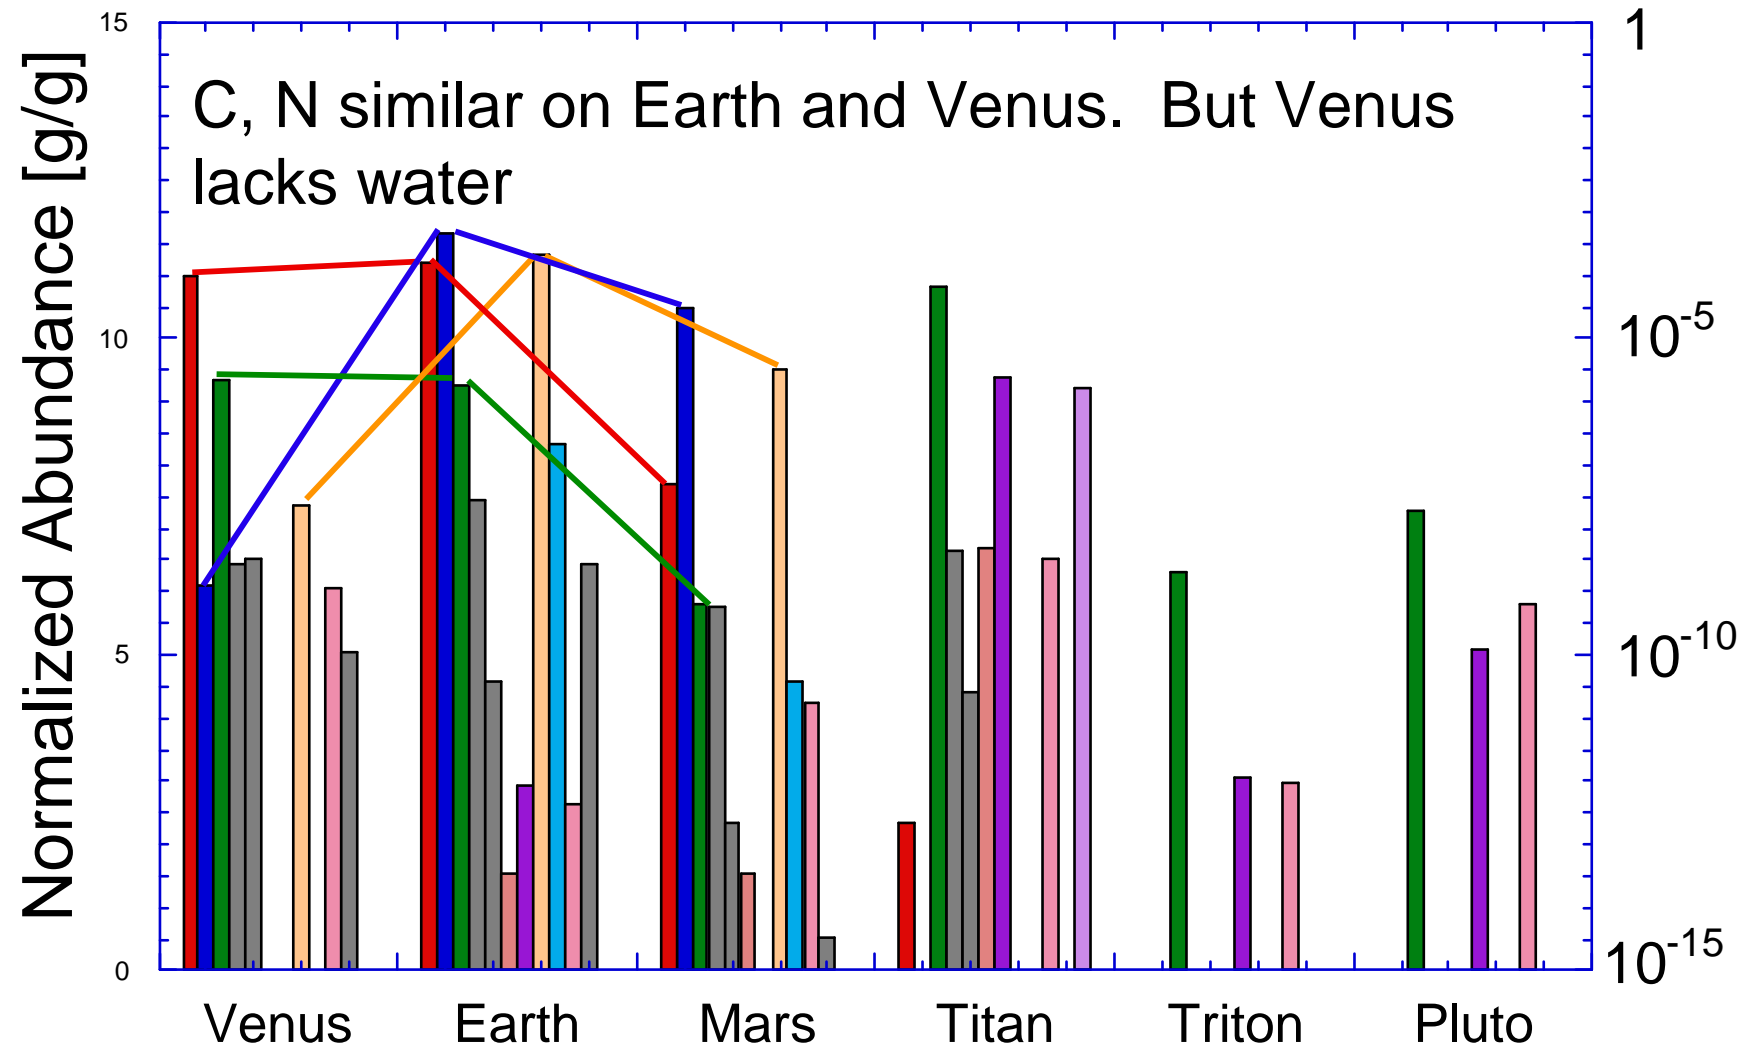 15
1
C, N similar on Earth and Venus.  But Venus
lacks water
Normalized Abundance [g/g]
10
10^-5
5
10^-10
0
10^-15
Venus Earth Mars Titan Triton Pluto